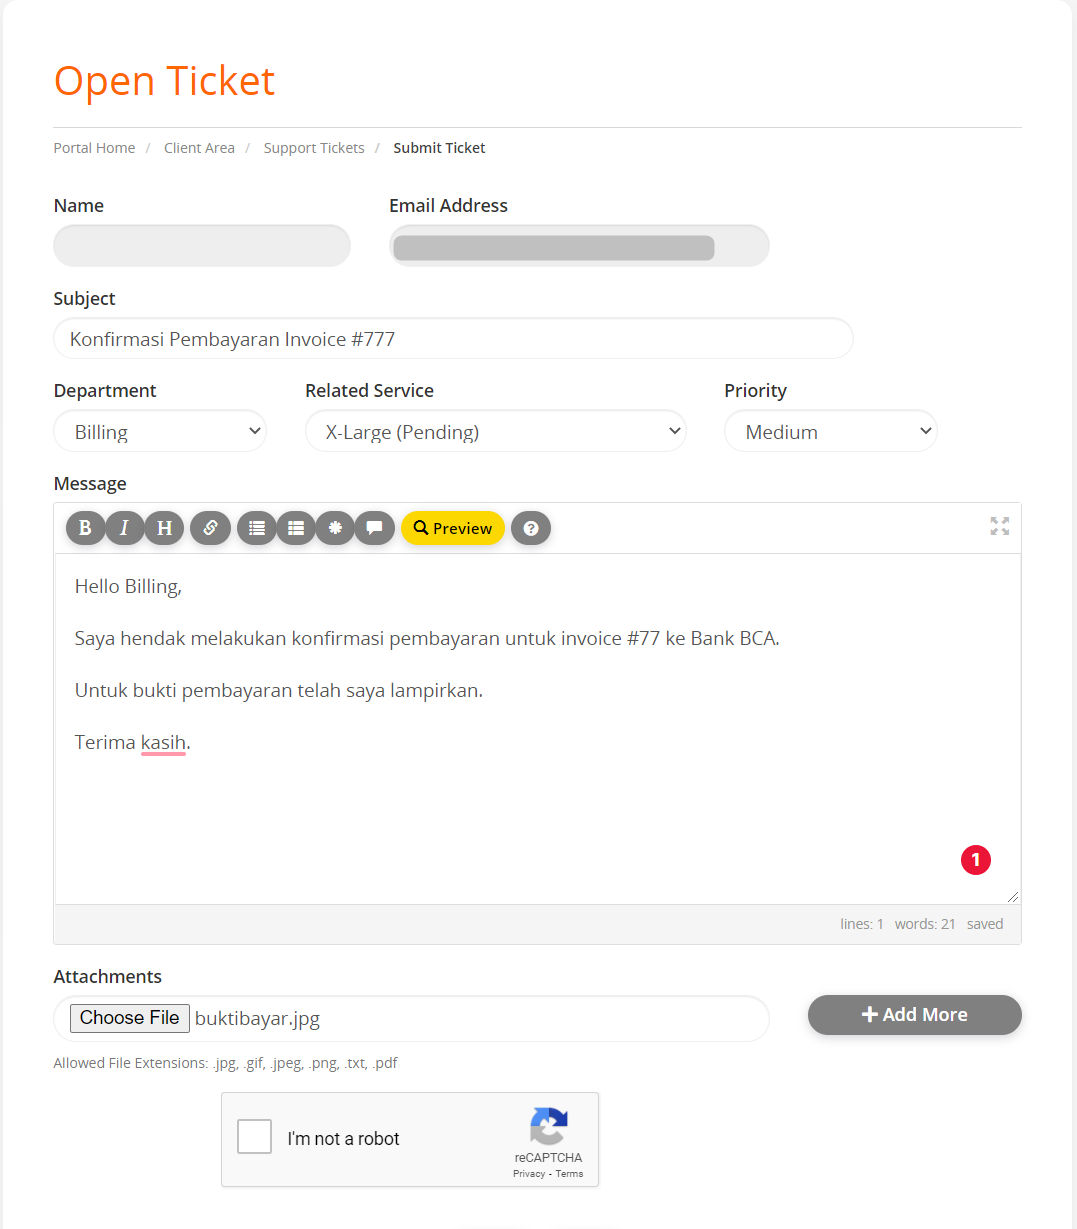 Open Ticket
Portal Home / Client Area / Support Tickets / Submit Ticket
Name Email Address
Subject
Konfirmasi Pembayaran Invoice #777
Department Related Service Priority
Billing X-Large (Pending) Medium
Message
B I H Preview ?
Hello Billing,
Saya hendak melakukan konfirmasi pembayaran untuk invoice #77 ke Bank BCA.
Untuk bukti pembayaran telah saya lampirkan.
Terima kasih.
1
lines: 1 words: 21 saved
Attachments
Choose File buktibayar.jpg + Add More
Allowed File Extensions: .jpg, .gif, .jpeg, .png, .txt, .pdf
I'm not a robot
reCAPTCHA
Privacy - Terms